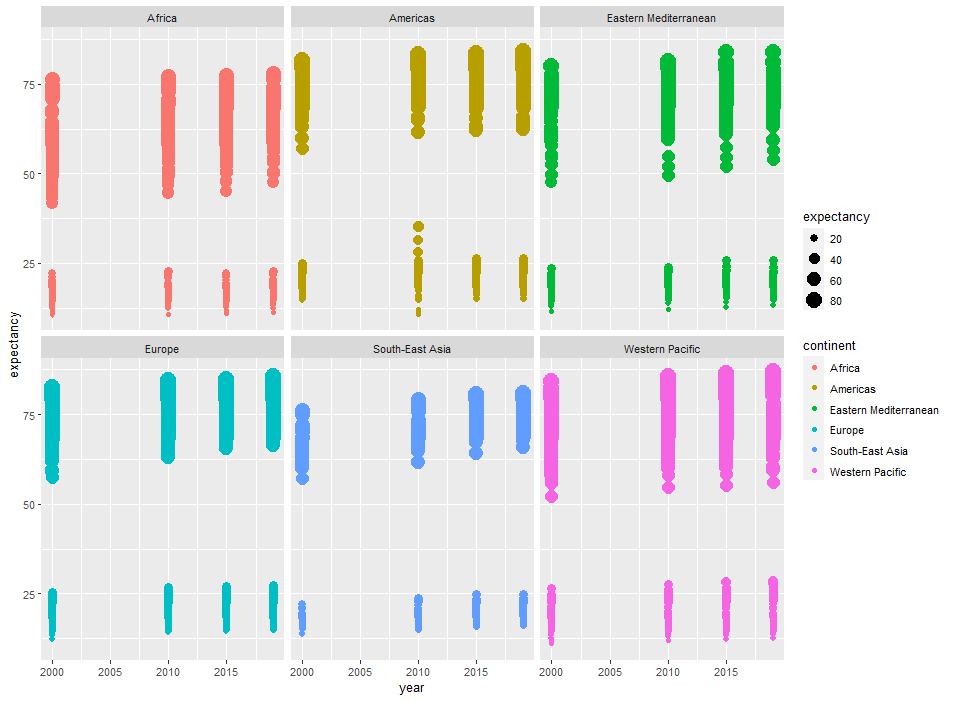 Africa
Americas
Eastern Mediterranean
75
50
25
expectancy
Europe
South-East Asia
Western Pacific
75
50
25
2000
2005
2010
2015
2000
2005
2010
2015
2000
2005
2010
2015
year
expectancy
20
40
60
80
continent
Africa
Americas
Eastern Mediterranean
Europe
South-East Asia
Western Pacific